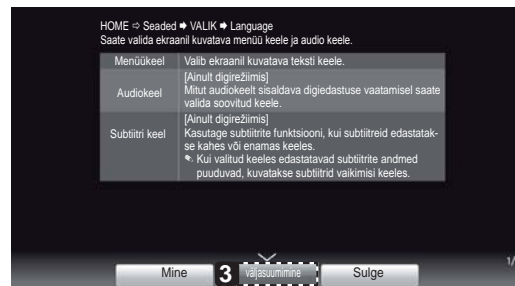 HOME ⇨ Seaded ➡ VALIK ➡ Language
Saate valida ekraanil kuvatava menüü keele ja audio keele.
Menüükeel Valib ekraanil kuvatava teksti keele.
Audiokeel
[Ainult digirežiimis]
Mitut audiokeelt sisaldava digiedastuse vaatamisel saate
valida soovitud keele.
Subtiitri keel
[Ainult digirežiimis]
Kasutage subtiitrite funktsiooni, kui subtiitreid edastatak-
se kahes või enamas keeles.
Kui valitud keeles edastatavad subtiitrite andmed
puuduvad, kuvatakse subtiitrid vaikimisi keeles.
1/
Mine 3 väljasuumimine Sulge